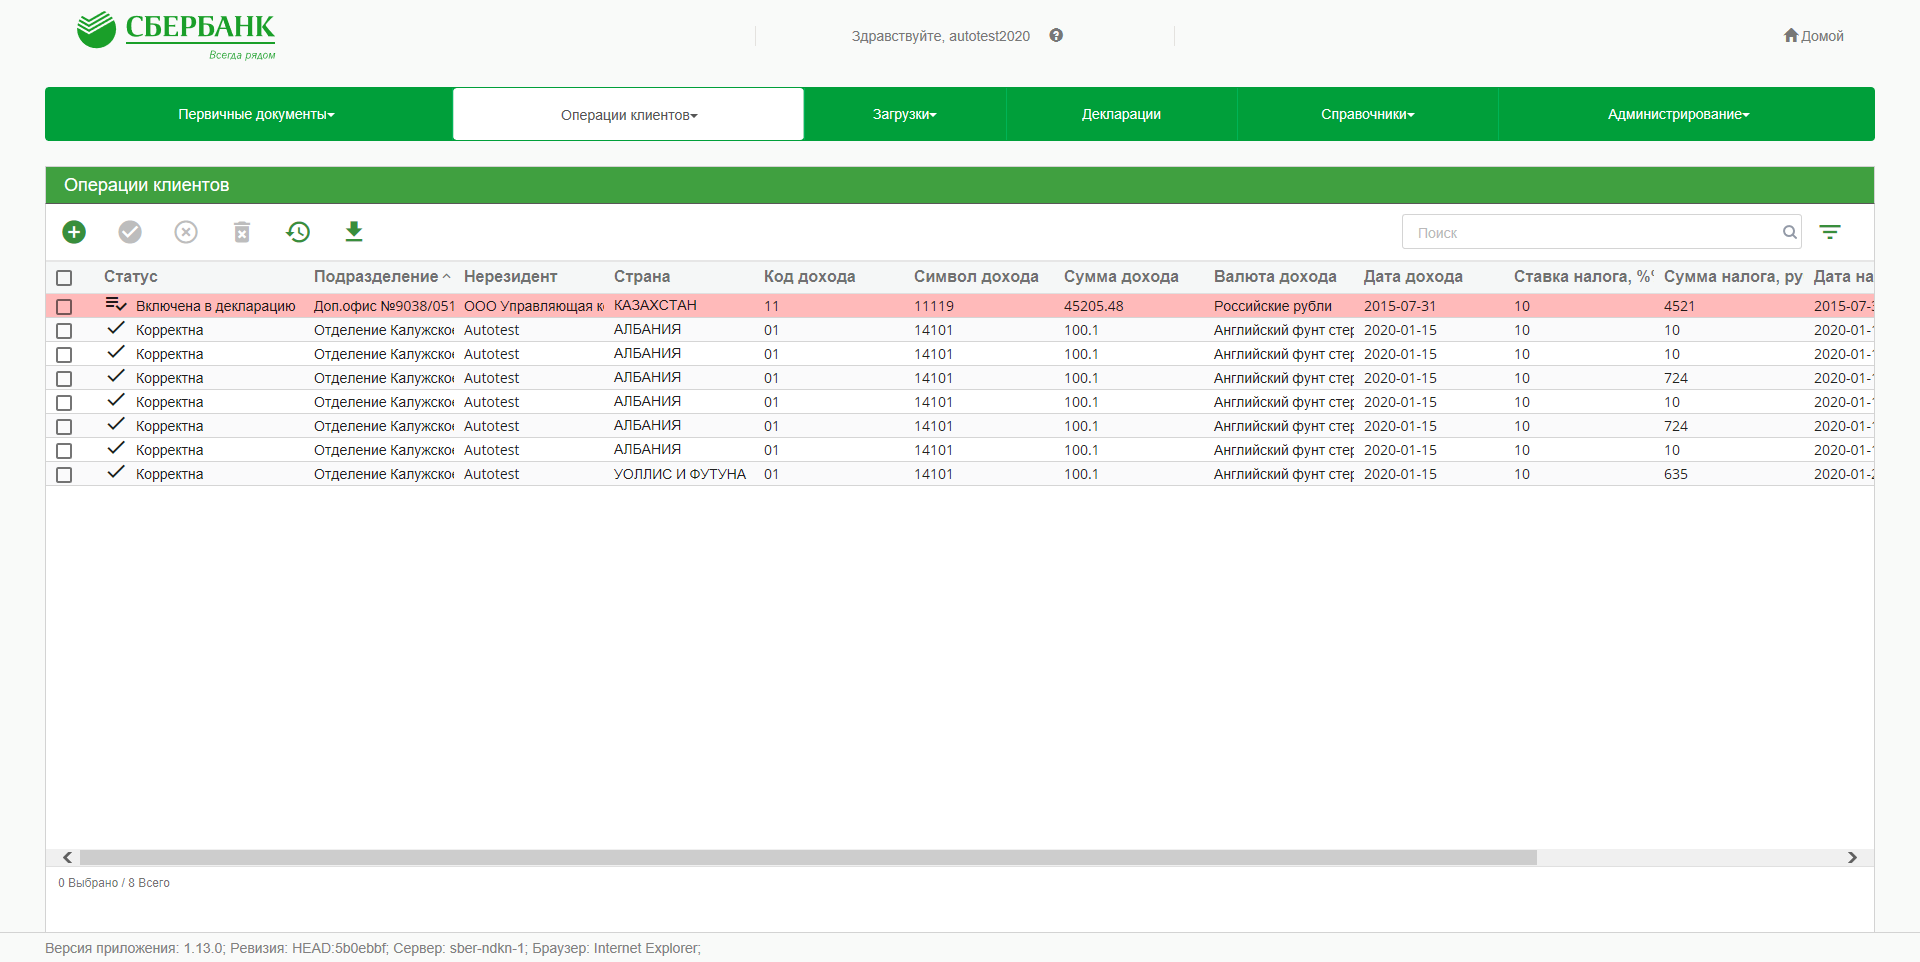 СБЕРБАНК
Всегда рядом
Здравствуйте, autotest2020
Домой
Первичные документы Операции клиентов Загрузки Декларации Справочники Администрирование
Операции клиентов
Поиск
Статус Подразделение Нерезидент Страна Код дохода Символ дохода Сумма дохода Валюта дохода Дата дохода Ставка налога, % Сумма налога, ру Дата на
Включена в декларацию Доп.офис №9038/051 ООО Управляющая к КАЗАХСТАН 11 11119 45205.48 Российские рубли 2015-07-31 10 4521 2015-07-3
Корректна Отделение Калужско Autotest АЛБАНИЯ 01 14101 100.1 Английский фунт стер 2020-01-15 10 10 2020-01-1
Корректна Отделение Калужско Autotest АЛБАНИЯ 01 14101 100.1 Английский фунт стер 2020-01-15 10 10 2020-01-1
Корректна Отделение Калужско Autotest АЛБАНИЯ 01 14101 100.1 Английский фунт стер 2020-01-15 10 724 2020-01-1
Корректна Отделение Калужско Autotest АЛБАНИЯ 01 14101 100.1 Английский фунт стер 2020-01-15 10 10 2020-01-1
Корректна Отделение Калужско Autotest АЛБАНИЯ 01 14101 100.1 Английский фунт стер 2020-01-15 10 724 2020-01-1
Корректна Отделение Калужско Autotest АЛБАНИЯ 01 14101 100.1 Английский фунт стер 2020-01-15 10 10 2020-01-1
Корректна Отделение Калужско Autotest УОЛЛИС И ФУТУНА 01 14101 100.1 Английский фунт стер 2020-01-15 10 635 2020-01-2
0 Выбрано / 8 Всего
Версия приложения: 1.13.0; Ревизия: HEAD:5b0ebbf; Сервер: sber-ndkn-1; Браузер: Internet Explorer;